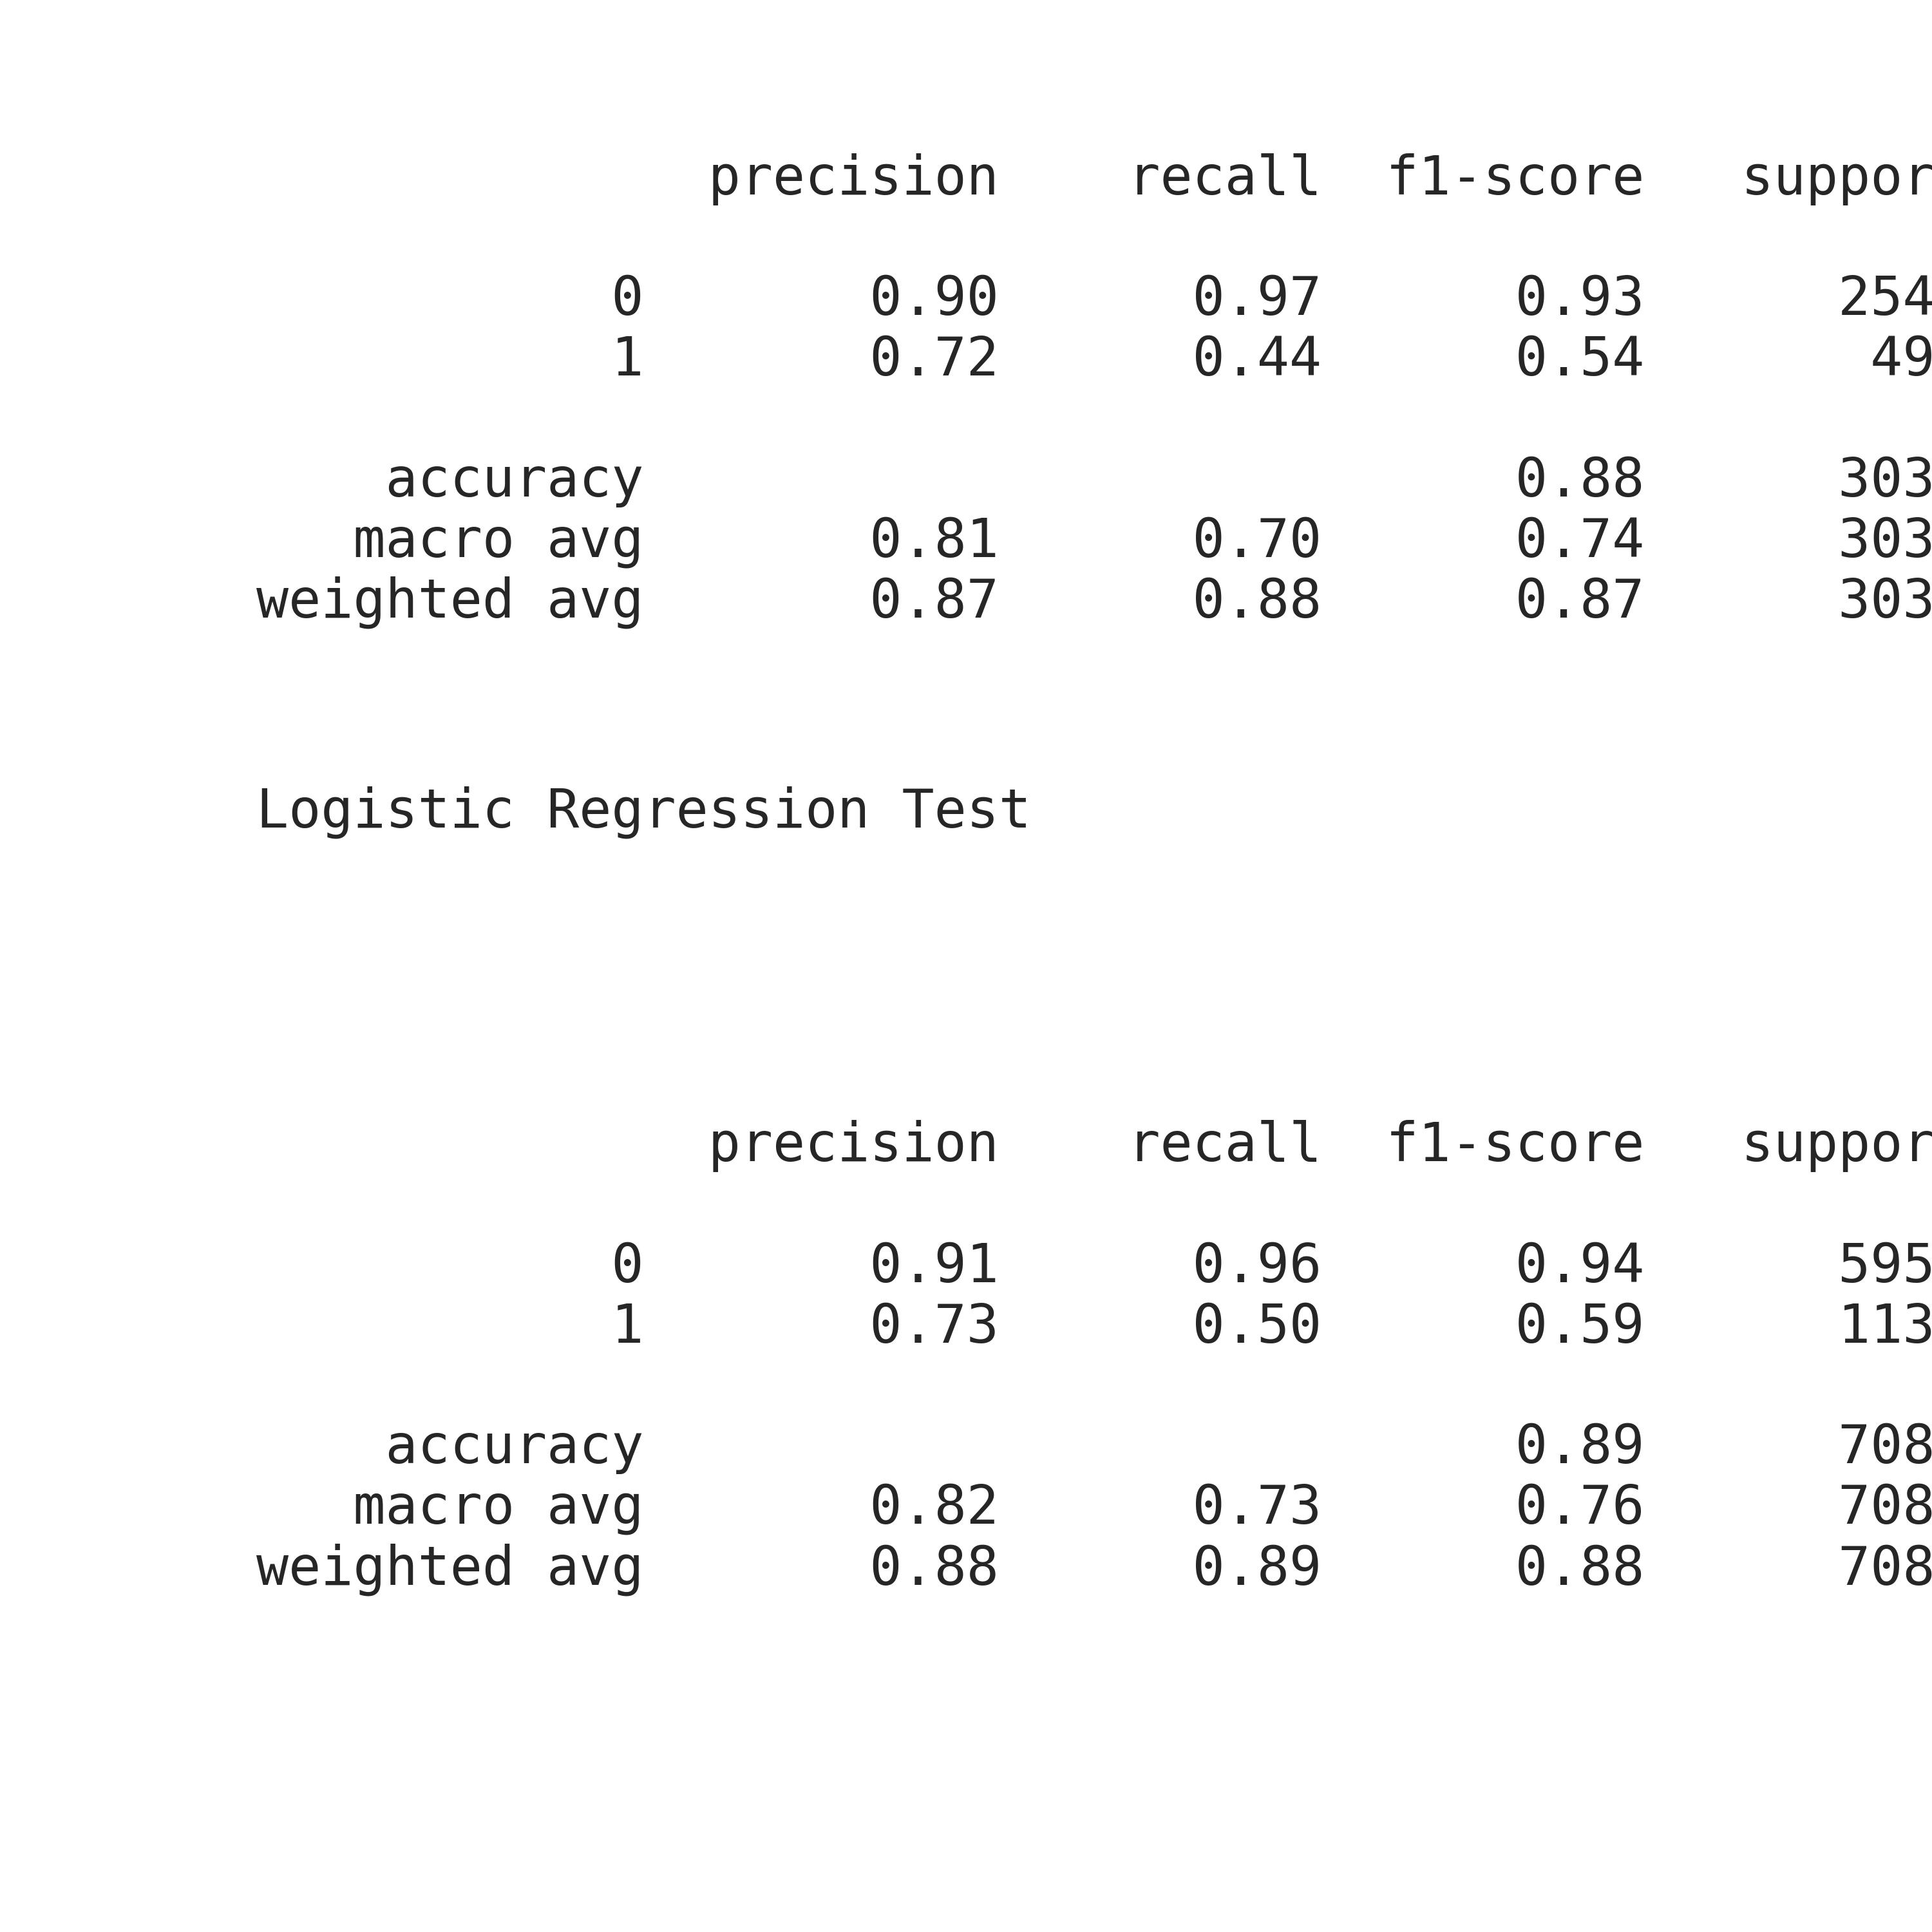 precision recall f1-score suppor
0 0.90 0.97 0.93 254
1 0.72 0.44 0.54 49
accuracy 0.88 303
macro avg 0.81 0.70 0.74 303
weighted avg 0.87 0.88 0.87 303
Logistic Regression Test
precision recall f1-score suppor
0 0.91 0.96 0.94 595
1 0.73 0.50 0.59 113
accuracy 0.89 708
macro avg 0.82 0.73 0.76 708
weighted avg 0.88 0.89 0.88 708